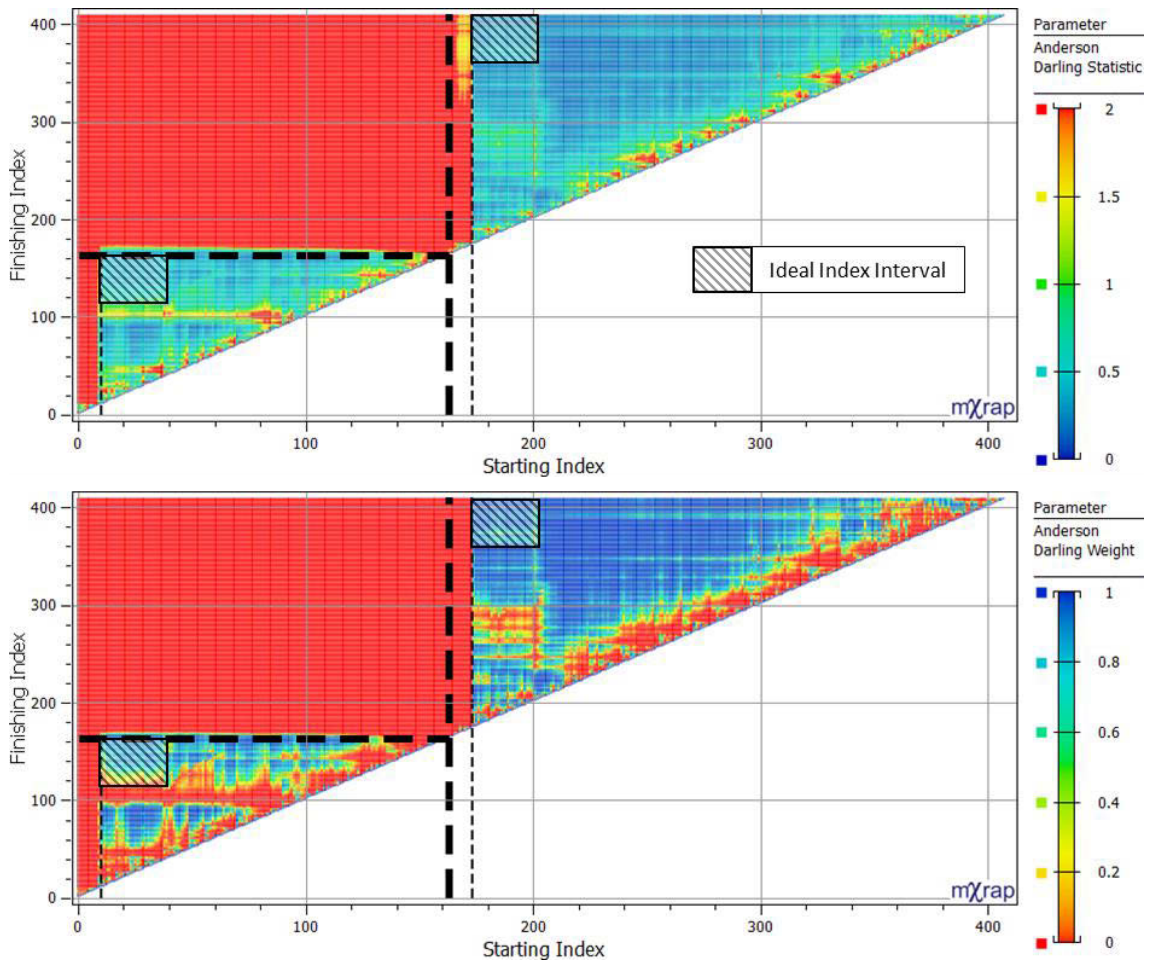 400
300
200
100
0
Finishing Index
0
100
200
300
400
Starting Index
Ideal Index Interval
mχrap
Parameter
Anderson
Darling Statistic
2
1.5
1
0.5
0
400
300
200
100
0
Finishing Index
0
100
200
300
400
Starting Index
mχrap
Parameter
Anderson
Darling Weight
1
0.8
0.6
0.4
0.2
0